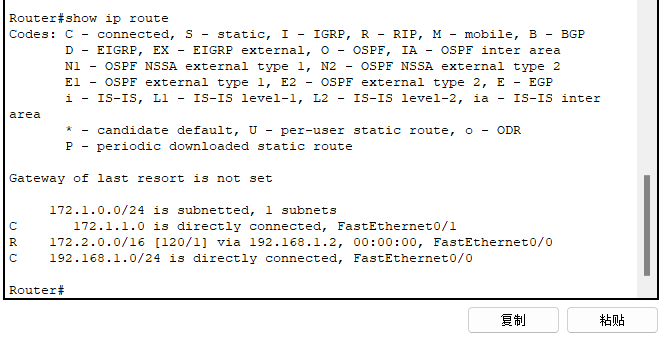 Router#show ip route
Codes: C - connected, S - static, I - IGRP, R - RIP, M - mobile, B - BGP
       D - EIGRP, EX - EIGRP external, O - OSPF, IA - OSPF inter area
       N1 - OSPF NSSA external type 1, N2 - OSPF NSSA external type 2
       E1 - OSPF external type 1, E2 - OSPF external type 2, E - EGP
       i - IS-IS, L1 - IS-IS level-1, L2 - IS-IS level-2, ia - IS-IS inter
area
       * - candidate default, U - per-user static route, o - ODR
       P - periodic downloaded static route

Gateway of last resort is not set

     172.1.0.0/24 is subnetted, 1 subnets
C       172.1.1.0 is directly connected, FastEthernet0/1
R    172.2.0.0/16 [120/1] via 192.168.1.2, 00:00:00, FastEthernet0/0
C    192.168.1.0/24 is directly connected, FastEthernet0/0

Router#
复制 粘贴